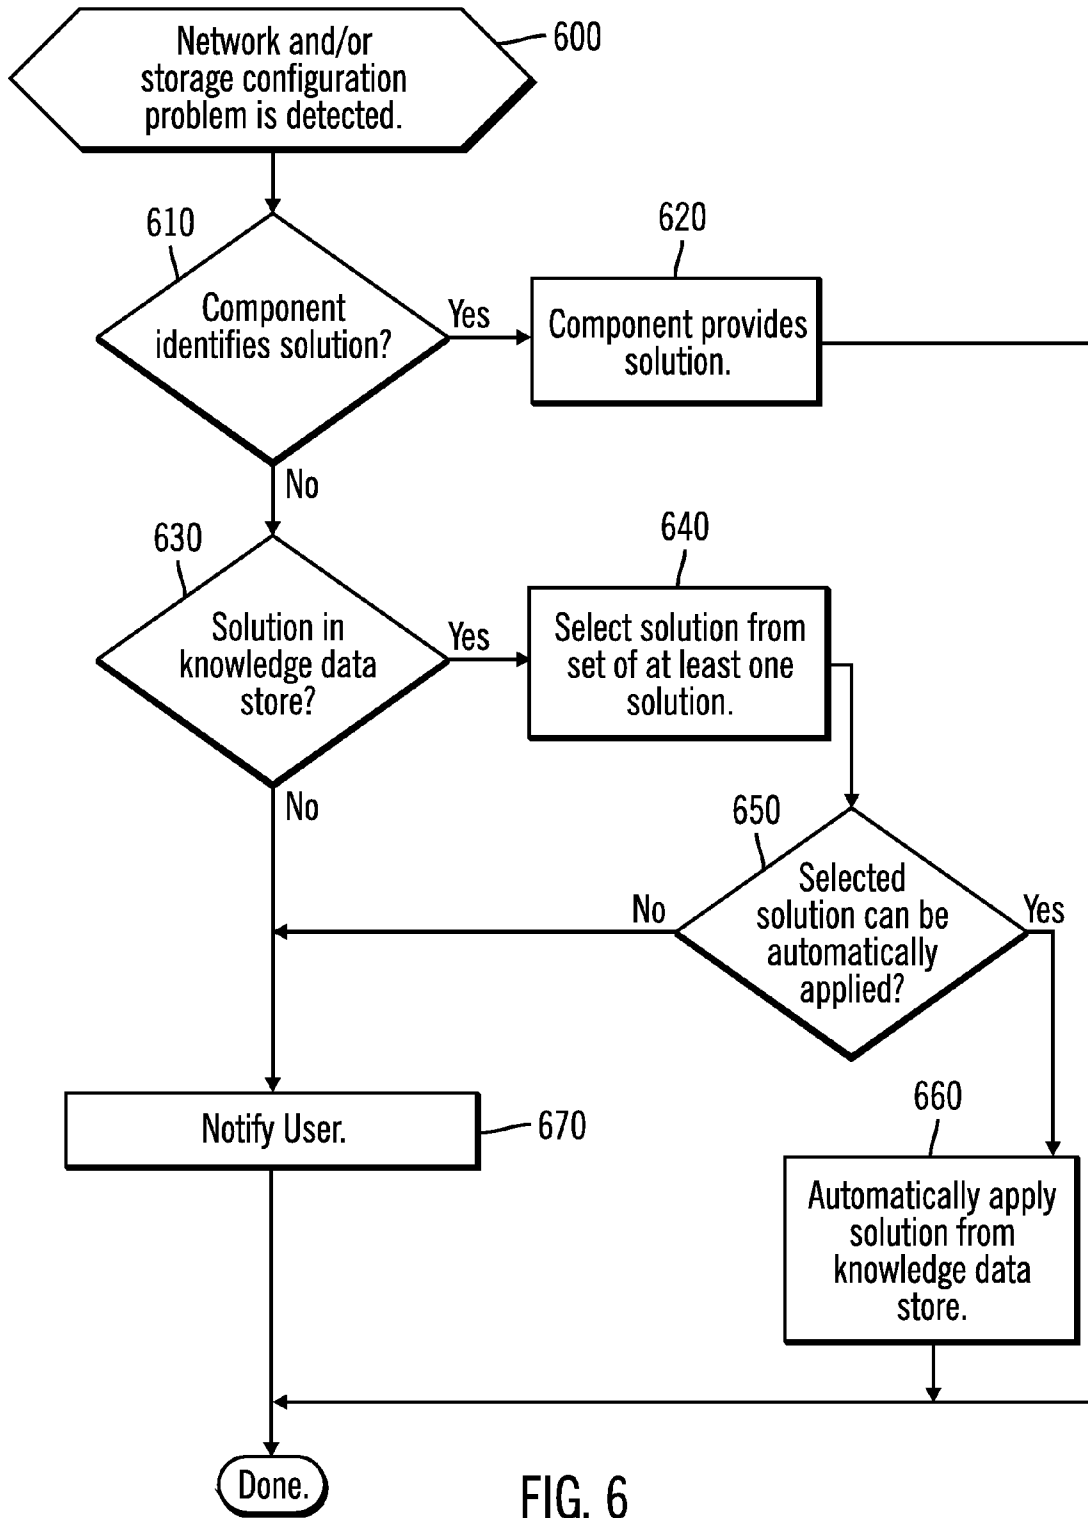 Network and/or
storage configuration
problem is detected.
600
610
Component
identifies solution?
Yes
620
Component provides
solution.
No
630
Solution in
knowledge data
store?
Yes
640
Select solution from
set of at least one
solution.
No
650
Selected
solution can be
automatically
applied?
No
Yes
660
Automatically apply
solution from
knowledge data
store.
Notify User.
670
Done.
FIG. 6